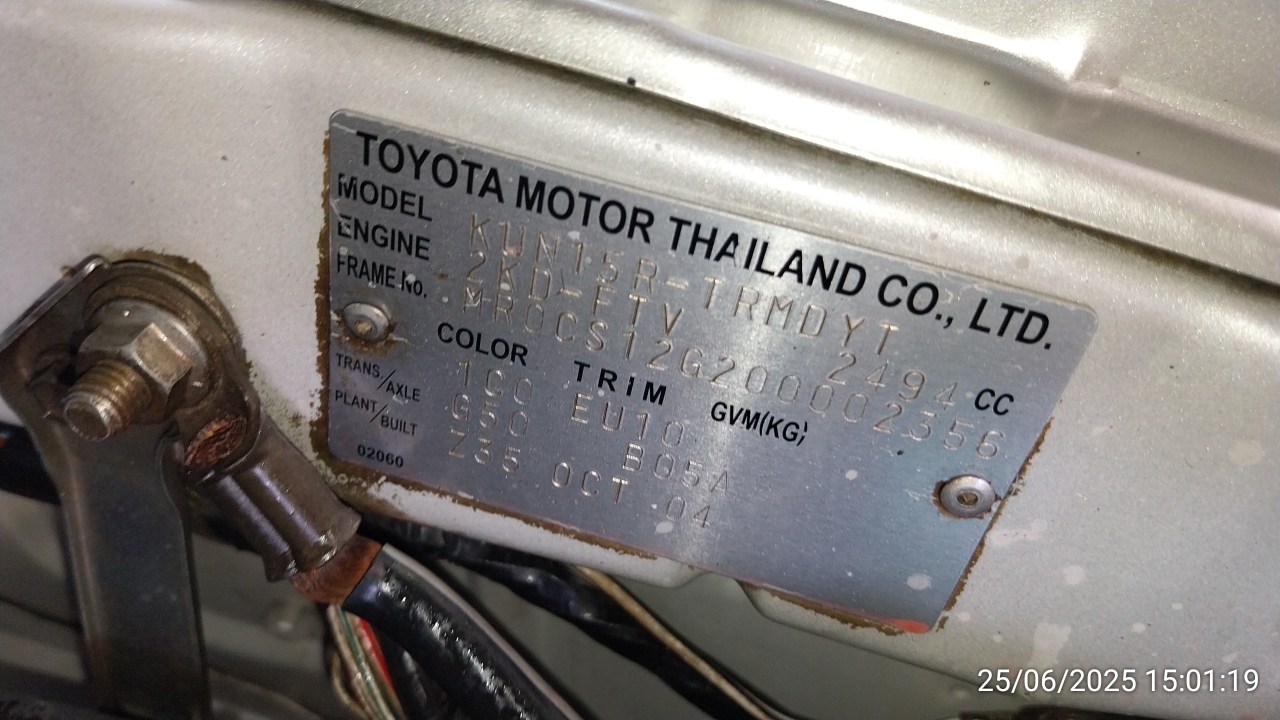 TOYOTA MOTOR THAILAND CO., LTD.
MODEL KUN15R-TRMDYT
ENGINE 2KD-FTV 2494 CC
FRAME No. MR0CS12G200002356
COLOR TRIM GVM(KG)
1C0 EU10
TRANS/AXLE G50 B05A
PLANT/BUILT Z35 OCT 04
02060
25/06/2025 15:01:19